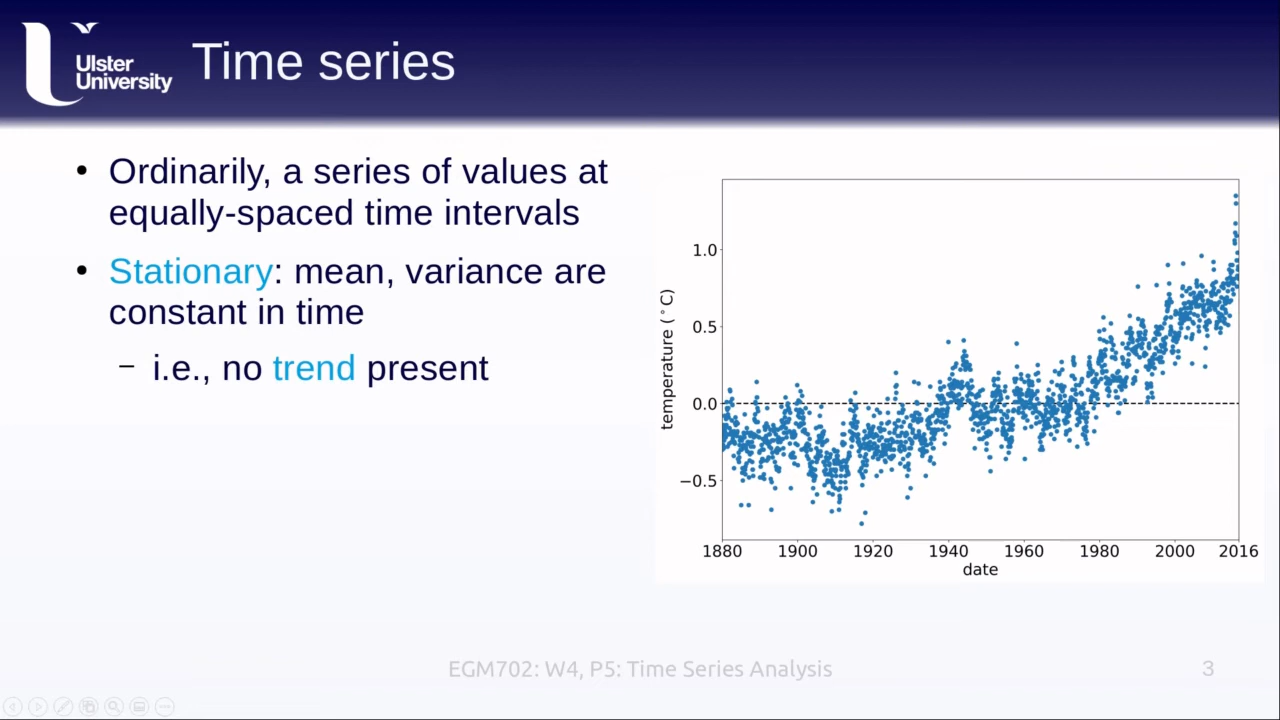 Ulster
University
Time series
• Ordinarily, a series of values at
equally-spaced time intervals
• Stationary: mean, variance are
constant in time
– i.e., no trend present
1.0
0.5
0.0
−0.5
temperature (°C)
1880 1900 1920 1940 1960 1980 2000 2016
date
EGM702: W4, P5: Time Series Analysis
3